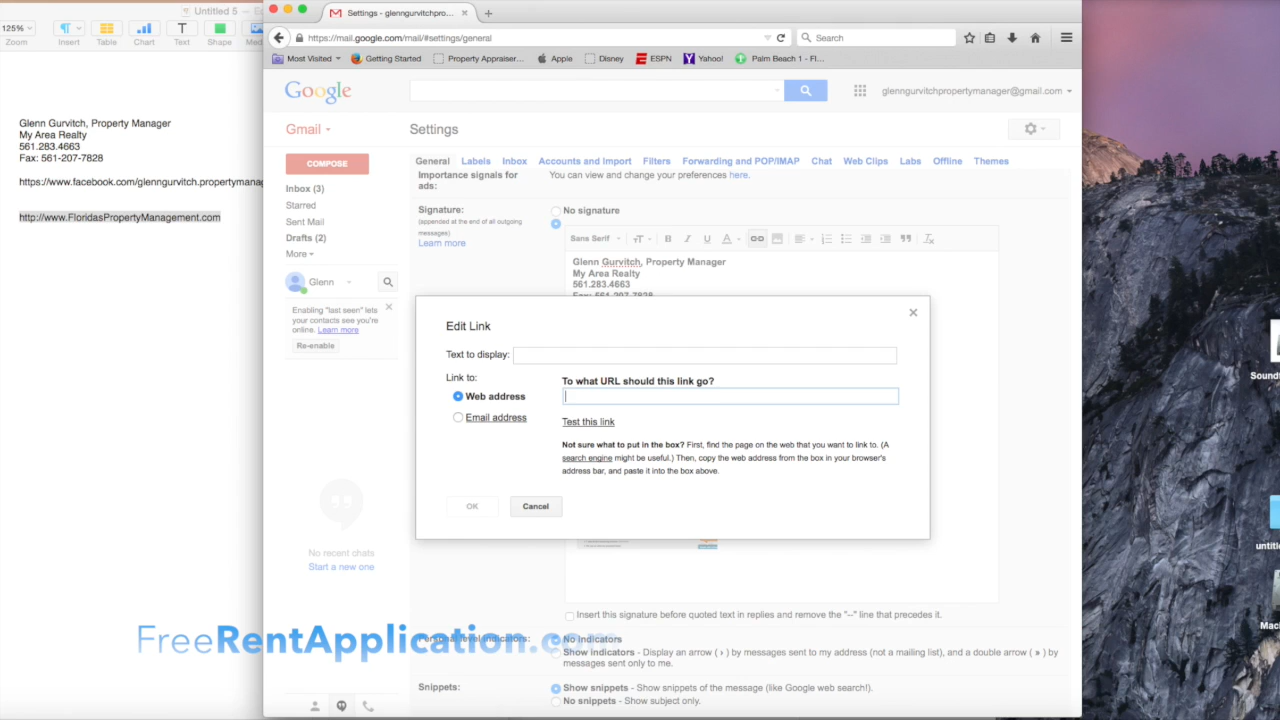 Untitled 5
125%
Zoom
Insert
Table
Chart
Text
Shape
Glenn Gurvitch, Property Manager
My Area Realty
561.283.4663
Fax: 561-207-7828
https://www.facebook.com/glenngurvitch.propertymanag
http://www.FloridasPropertyManagement.com
Settings - glenngurvitchpro...
https://mail.google.com/mail/#settings/general
Search
Most Visited
Getting Started
Property Appraiser...
Apple
Disney
ESPN
Yahoo!
Palm Beach 1 - Fl...
Google
glenngurvitchpropertymanager@gmail.com
Gmail
Settings
COMPOSE
Inbox (3)
Starred
Sent Mail
Drafts (2)
More
Glenn
Enabling "last seen" lets
your contacts see you're
online. Learn more
Re-enable
No recent chats
Start a new one
General Labels Inbox Accounts and Import Filters Forwarding and POP/IMAP Chat Web Clips Labs Offline Themes
Importance signals for
ads:
You can view and change your preferences here.
Signature:
(appended at the end of all outgoing
messages)
Learn more
No signature
Sans Serif
Glenn Gurvitch, Property Manager
My Area Realty
561.283.4663
Fax: 561-207-7828
Edit Link
Text to display:
Link to:
Web address
Email address
To what URL should this link go?
Test this link
Not sure what to put in the box? First, find the page on the web that you want to link to. (A
search engine might be useful.) Then, copy the web address from the box in your browser's
address bar, and paste it into the box above.
OK
Cancel
Insert this signature before quoted text in replies and remove the "--" line that precedes it.
Personal level indicators:
No indicators
Show indicators - Display an arrow ( › ) by messages sent to my address (not a mailing list), and a double arrow ( » ) by
messages sent only to me.
Snippets:
Show snippets - Show snippets of the message (like Google web search!).
No snippets - Show subject only.
FreeRentApplication.com